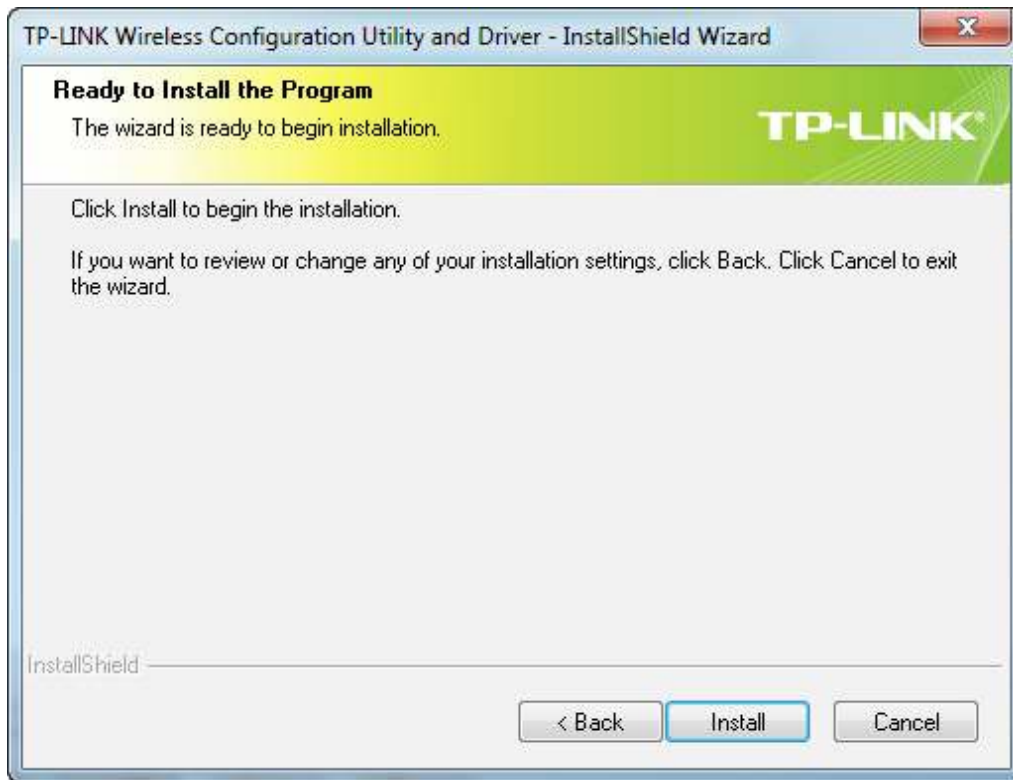 TP-LINK Wireless Configuration Utility and Driver - InstallShield Wizard
Ready to Install the Program
The wizard is ready to begin installation.
TP-LINK®
Click Install to begin the installation.
If you want to review or change any of your installation settings, click Back. Click Cancel to exit
the wizard.
InstallShield
< Back
Install
Cancel